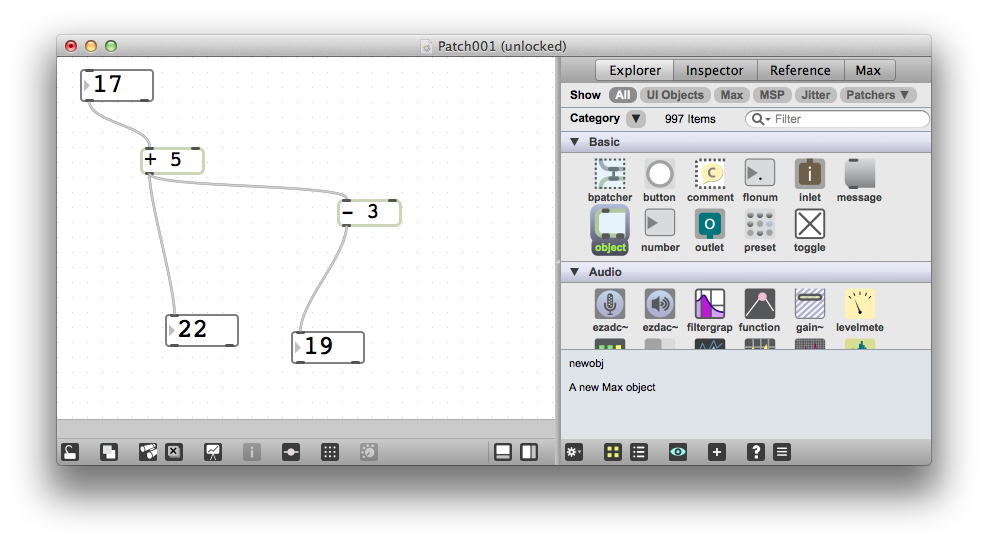 Patch001 (unlocked)
17
+ 5
- 3
22
19
Explorer Inspector Reference Max
Show All UI Objects Max MSP Jitter Patchers ▼
Category ▼ 997 Items Filter
▼ Basic
bpatcher button comment flonum inlet message
object number outlet preset toggle
▼ Audio
ezadc~ ezdac~ filtergrap function gain~ levelmete
newobj
A new Max object